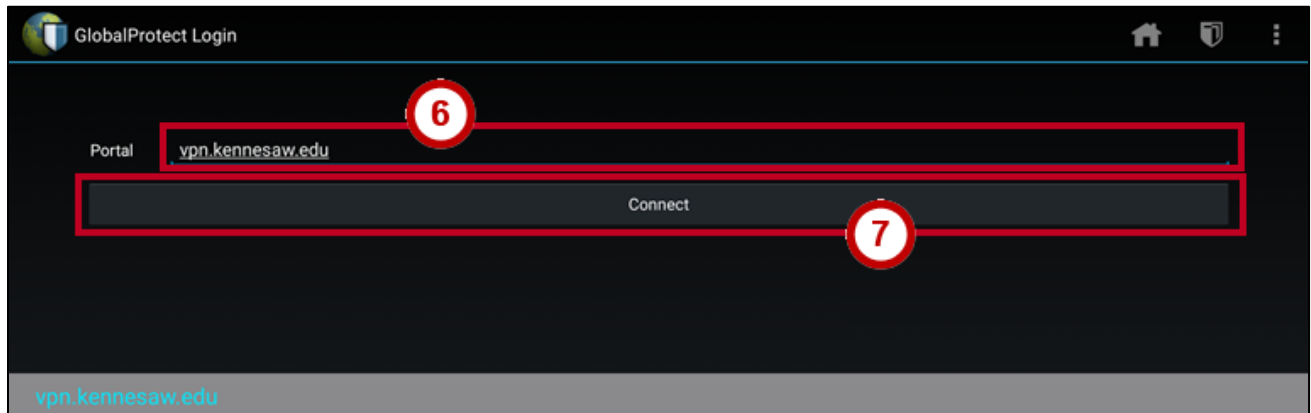 GlobalProtect Login
6
Portal vpn.kennesaw.edu
Connect
7
vpn.kennesaw.edu